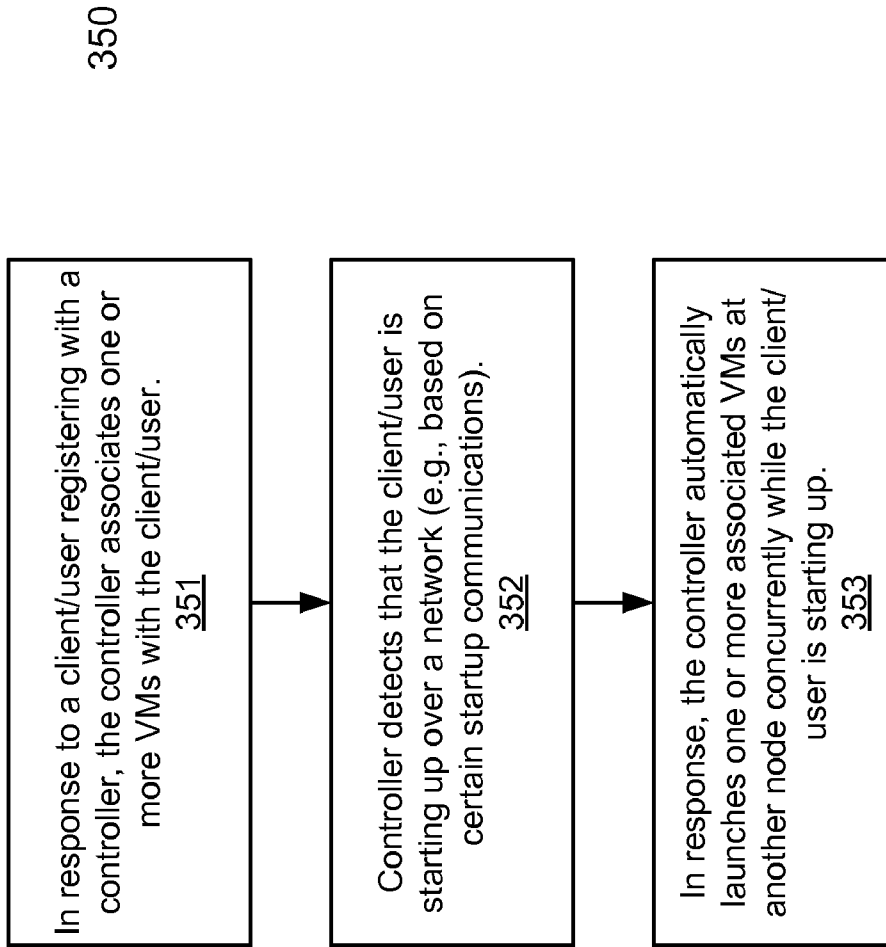 350
In response to a client/user registering with a
controller, the controller associates one or
more VMs with the client/user.
351
Controller detects that the client/user is
starting up over a network (e.g., based on
certain startup communications).
352
In response, the controller automatically
launches one or more associated VMs at
another node concurrently while the client/
user is starting up.
353